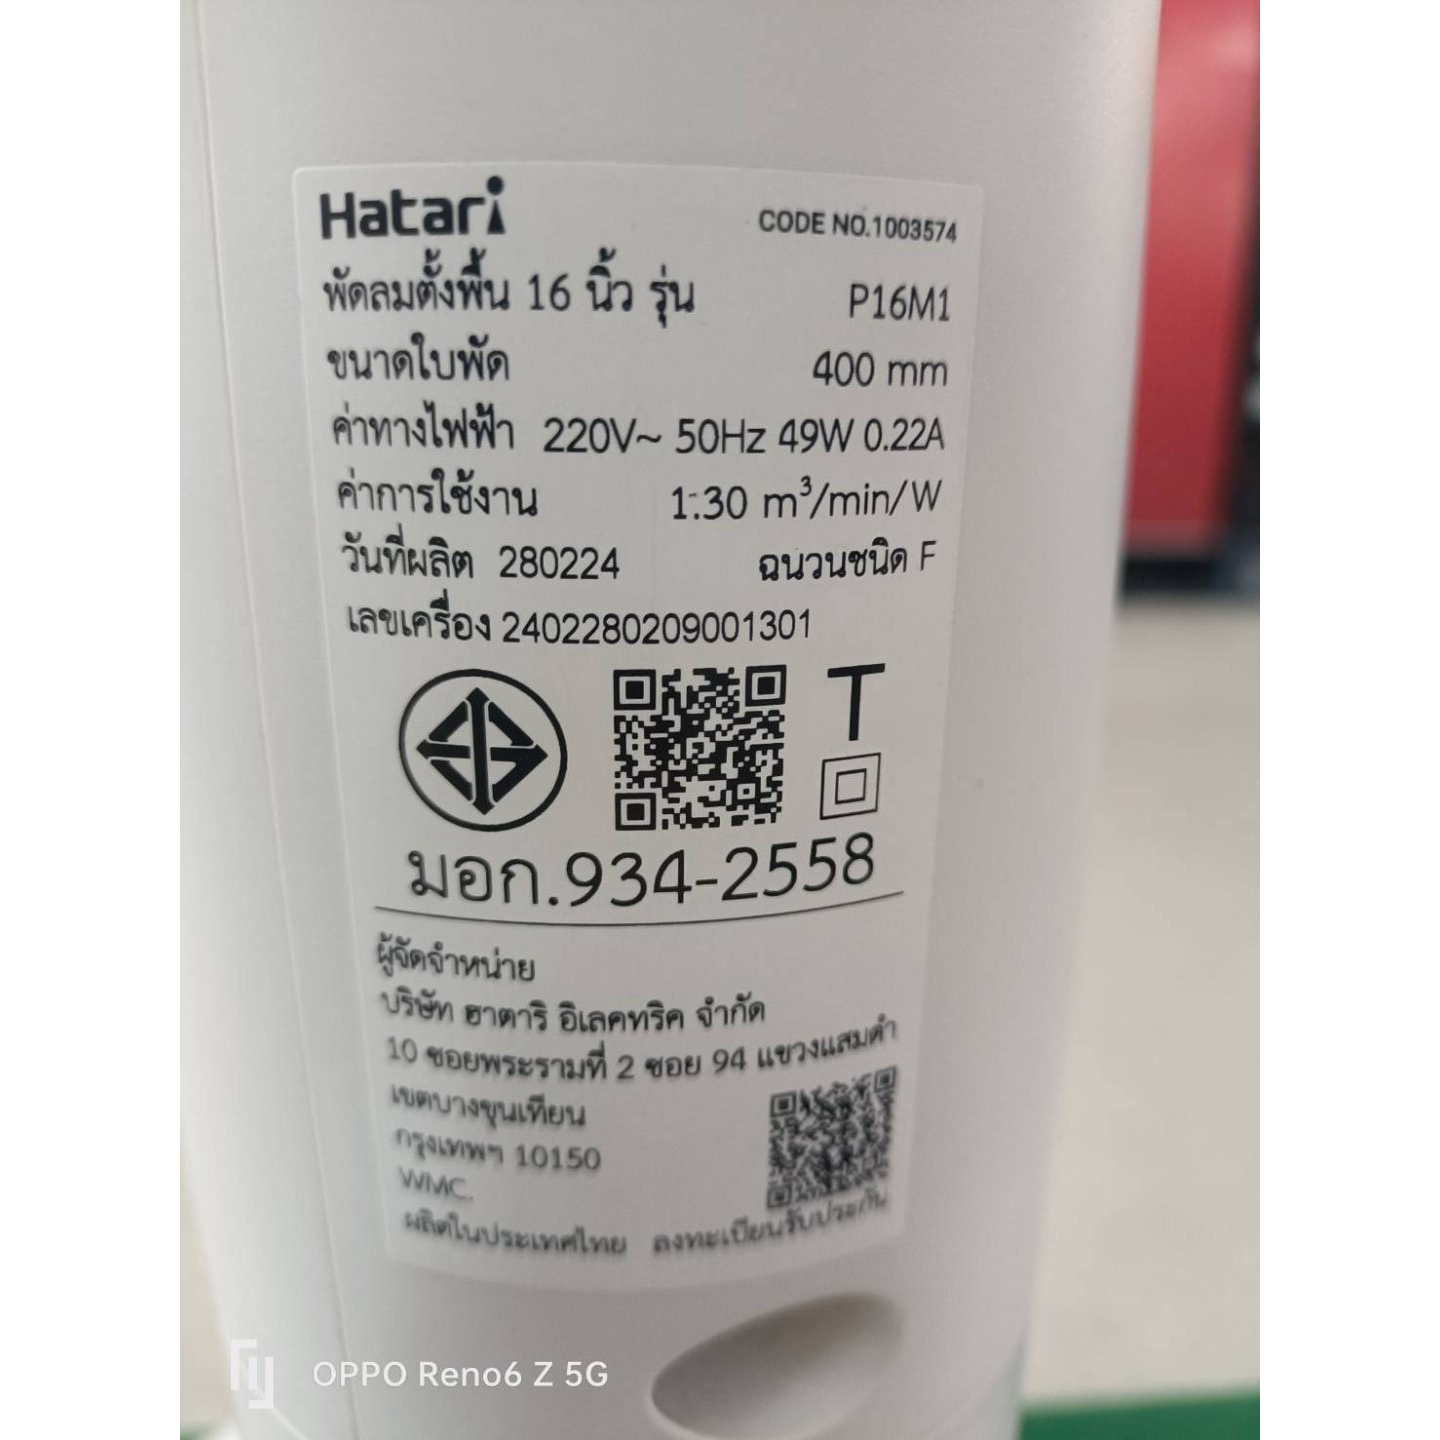 Hatari
CODE NO.1003574
พัดลมตั้งพื้น 16 นิ้ว รุ่น P16M1
ขนาดใบพัด 400 mm
ค่าทางไฟฟ้า 220V~ 50Hz 49W 0.22A
ค่าการใช้งาน 1.30 m³/min/W
วันที่ผลิต 280224 ฉนวนชนิด F
เลขเครื่อง 2402280209001301
T
มอก.934-2558
ผู้จัดจำหน่าย
บริษัท ฮาตาริ อิเลคทริค จำกัด
10 ซอยพระรามที่ 2 ซอย 94 แขวงแสมดำ
เขตบางขุนเทียน
กรุงเทพฯ 10150
WMC.
ผลิตในประเทศไทย ลงทะเบียนรับประกัน
OPPO Reno6 Z 5G